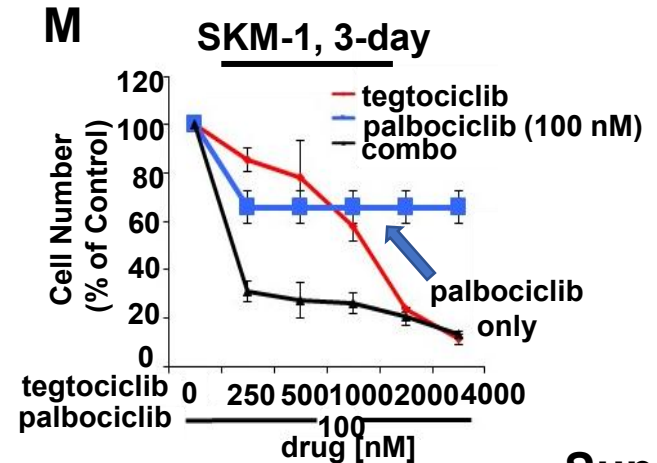 M
SKM-1, 3-day
tegtociclib
palbociclib (100 nM)
combo
Cell Number
(% of Control)
120
100
80
60
40
20
0
palbociclib
only
tegtociclib 0 250 500 1000 2000 4000
palbociclib 100
drug [nM]